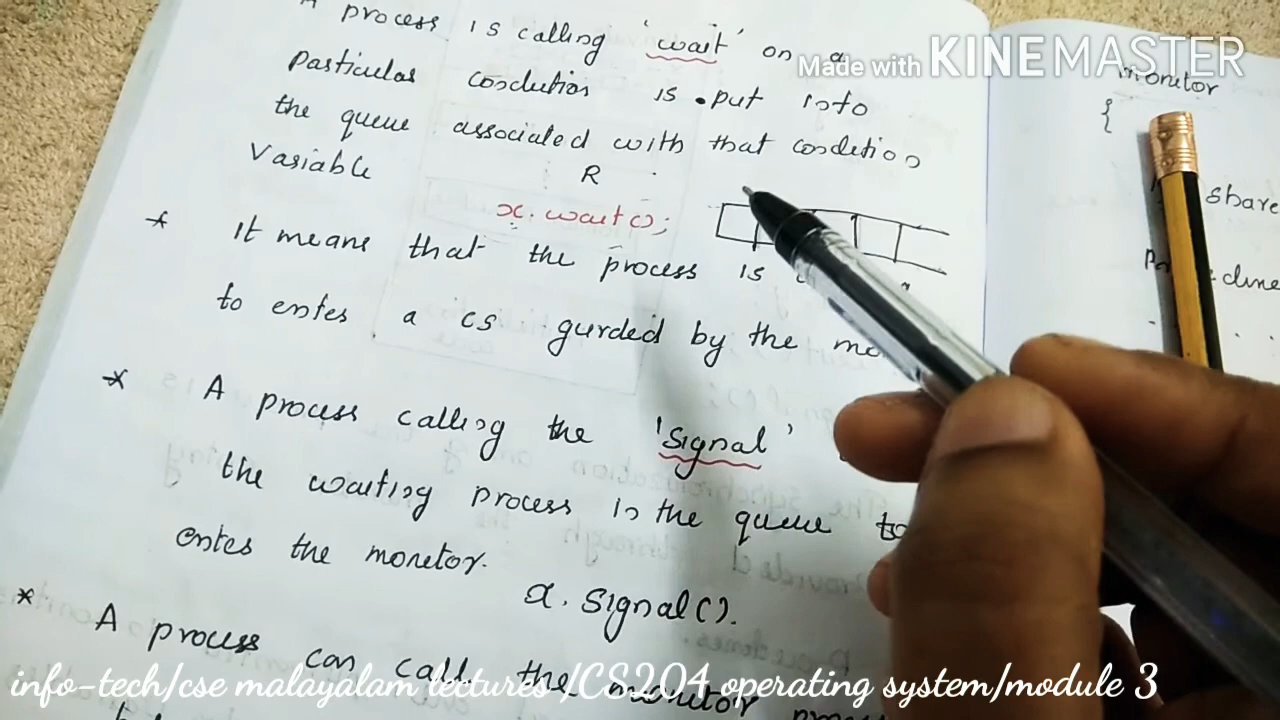 A process is calling 'wait' on a
particular condition is put into
the queue associated with that condition
Variable
R
x.wait();
* It means that the process is
to enter a CS gurded by the mo
* A process calling the 'signal'
the waiting process in the queue to
enter the monitor.
x. signal().
* A process can call the monitor
Made with KINEMASTER
monitor
{
share
info-tech/cse malayalam lectures /CS204 operating system/module 3